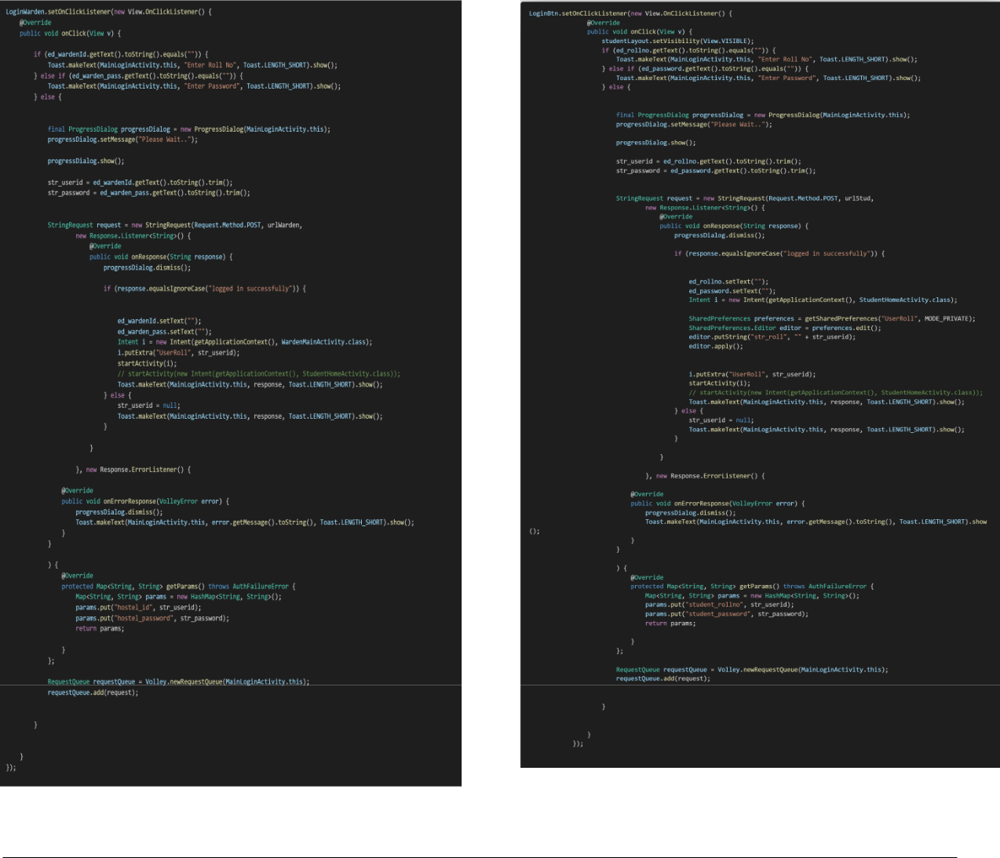 LoginWarden.setOnClickListener(new View.OnClickListener() {
@Override
public void onClick(View v) {
if (ed_wardenId.getText().toString().equals("")) {
Toast.makeText(MainLoginActivity.this, "Enter Roll No", Toast.LENGTH_SHORT).show();
} else if (ed_warden_pass.getText().toString().equals("")) {
Toast.makeText(MainLoginActivity.this, "Enter Password", Toast.LENGTH_SHORT).show();
} else {
final ProgressDialog progressDialog = new ProgressDialog(MainLoginActivity.this);
progressDialog.setMessage("Please Wait..");
progressDialog.show();
str_userid = ed_wardenId.getText().toString().trim();
str_password = ed_warden_pass.getText().toString().trim();
StringRequest request = new StringRequest(Request.Method.POST, urlWarden,
new Response.Listener<String>() {
@Override
public void onResponse(String response) {
progressDialog.dismiss();
if (response.equalsIgnoreCase("logged in successfully")) {
ed_wardenId.setText("");
ed_warden_pass.setText("");
Intent i = new Intent(getApplicationContext(), WardenMainActivity.class);
i.putExtra("UserRoll", str_userid);
startActivity(i);
// startActivity(new Intent(getApplicationContext(), StudentHomeActivity.class));
Toast.makeText(MainLoginActivity.this, response, Toast.LENGTH_SHORT).show();
} else {
str_userid = null;
Toast.makeText(MainLoginActivity.this, response, Toast.LENGTH_SHORT).show();
}
}
}, new Response.ErrorListener() {
@Override
public void onErrorResponse(VolleyError error) {
progressDialog.dismiss();
Toast.makeText(MainLoginActivity.this, error.getMessage().toString(), Toast.LENGTH_SHORT).show();
}
}
) {
@Override
protected Map<String, String> getParams() throws AuthFailureError {
Map<String, String> params = new HashMap<String, String>();
params.put("hostel_id", str_userid);
params.put("hostel_password", str_password);
return params;
}
};
RequestQueue requestQueue = Volley.newRequestQueue(MainLoginActivity.this);
requestQueue.add(request);
}
}
});
LoginBtn.setOnClickListener(new View.OnClickListener() {
@Override
public void onClick(View v) {
studentLayout.setVisibility(View.VISIBLE);
if (ed_rollno.getText().toString().equals("")) {
Toast.makeText(MainLoginActivity.this, "Enter Roll No", Toast.LENGTH_SHORT).show();
} else if (ed_password.getText().toString().equals("")) {
Toast.makeText(MainLoginActivity.this, "Enter Password", Toast.LENGTH_SHORT).show();
} else {
final ProgressDialog progressDialog = new ProgressDialog(MainLoginActivity.this);
progressDialog.setMessage("Please Wait..");
progressDialog.show();
str_userid = ed_rollno.getText().toString().trim();
str_password = ed_password.getText().toString().trim();
StringRequest request = new StringRequest(Request.Method.POST, urlStud,
new Response.Listener<String>() {
@Override
public void onResponse(String response) {
progressDialog.dismiss();
if (response.equalsIgnoreCase("logged in successfully")) {
ed_rollno.setText("");
ed_password.setText("");
Intent i = new Intent(getApplicationContext(), StudentHomeActivity.class);
SharedPreferences preferences = getSharedPreferences("UserRoll", MODE_PRIVATE);
SharedPreferences.Editor editor = preferences.edit();
editor.putString("str_roll", "" + str_userid);
editor.apply();
i.putExtra("UserRoll", str_userid);
startActivity(i);
// startActivity(new Intent(getApplicationContext(), StudentHomeActivity.class));
Toast.makeText(MainLoginActivity.this, response, Toast.LENGTH_SHORT).show();
} else {
str_userid = null;
Toast.makeText(MainLoginActivity.this, response, Toast.LENGTH_SHORT).show();
}
}
}, new Response.ErrorListener() {
@Override
public void onErrorResponse(VolleyError error) {
progressDialog.dismiss();
Toast.makeText(MainLoginActivity.this, error.getMessage().toString(), Toast.LENGTH_SHORT).show
();
}
}
) {
@Override
protected Map<String, String> getParams() throws AuthFailureError {
Map<String, String> params = new HashMap<String, String>();
params.put("student_rollno", str_userid);
params.put("student_password", str_password);
return params;
}
};
RequestQueue requestQueue = Volley.newRequestQueue(MainLoginActivity.this);
requestQueue.add(request);
}
}
});